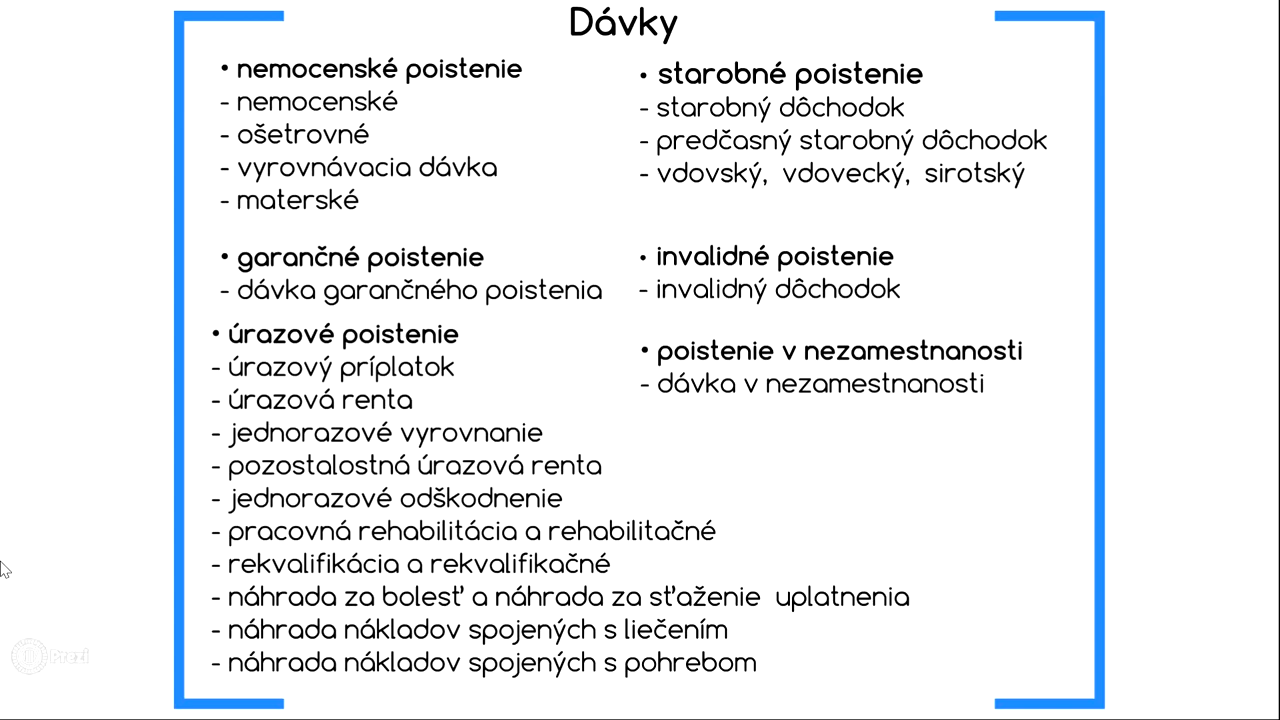 Dávky
• nemocenské poistenie
- nemocenské
- ošetrovné
- vyrovnávacia dávka
- materské
• garančné poistenie
- dávka garančného poistenia
• úrazové poistenie
- úrazový príplatok
- úrazová renta
- jednorazové vyrovnanie
- pozostalostná úrazová renta
- jednorazové odškodnenie
- pracovná rehabilitácia a rehabilitačné
- rekvalifikácia a rekvalifikačné
- náhrada za bolesť a náhrada za sťaženie uplatnenia
- náhrada nákladov spojených s liečením
- náhrada nákladov spojených s pohrebom
• starobné poistenie
- starobný dôchodok
- predčasný starobný dôchodok
- vdovský, vdovecký, sirotský
• invalidné poistenie
- invalidný dôchodok
• poistenie v nezamestnanosti
- dávka v nezamestnanosti
Prezi